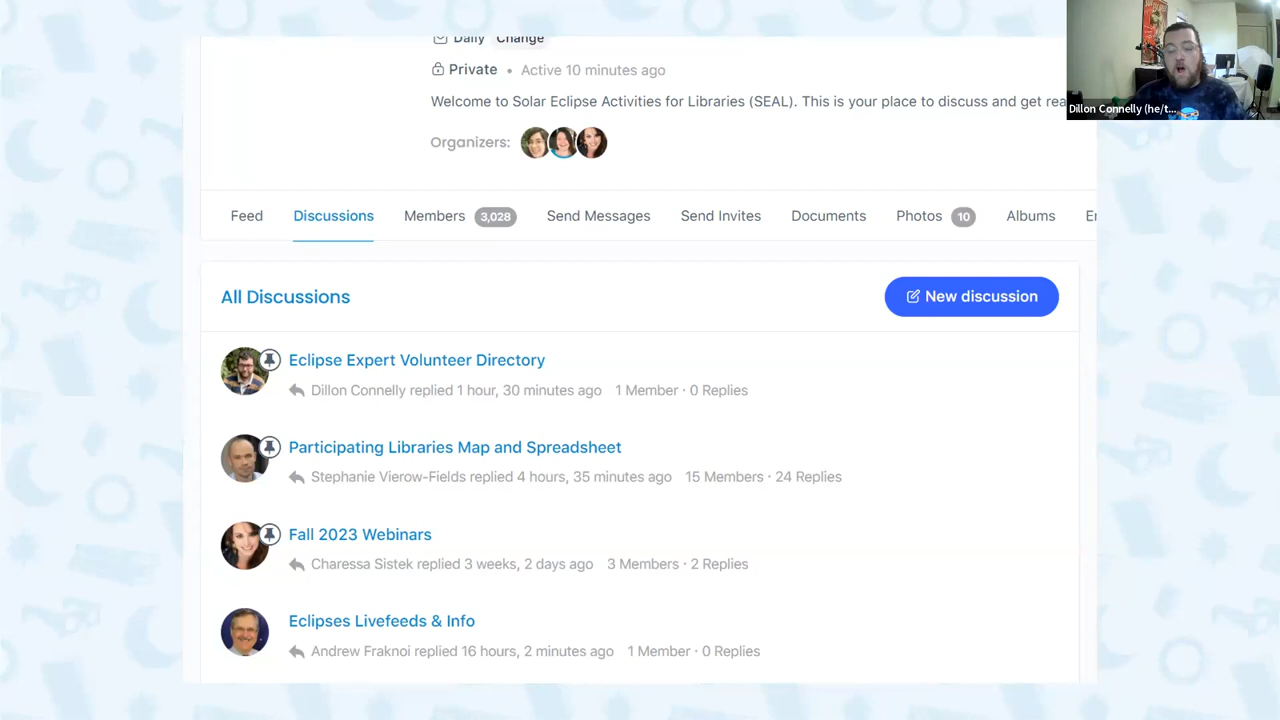 Daily Change
Private • Active 10 minutes ago
Welcome to Solar Eclipse Activities for Libraries (SEAL). This is your place to discuss and get rea
Dillon Connelly (he/t...
Organizers:
Feed Discussions Members 3,028 Send Messages Send Invites Documents Photos 10 Albums
All Discussions
New discussion
Eclipse Expert Volunteer Directory
Dillon Connelly replied 1 hour, 30 minutes ago 1 Member · 0 Replies
Participating Libraries Map and Spreadsheet
Stephanie Vierow-Fields replied 4 hours, 35 minutes ago 15 Members · 24 Replies
Fall 2023 Webinars
Charessa Sistek replied 3 weeks, 2 days ago 3 Members · 2 Replies
Eclipses Livefeeds & Info
Andrew Fraknoi replied 16 hours, 2 minutes ago 1 Member · 0 Replies